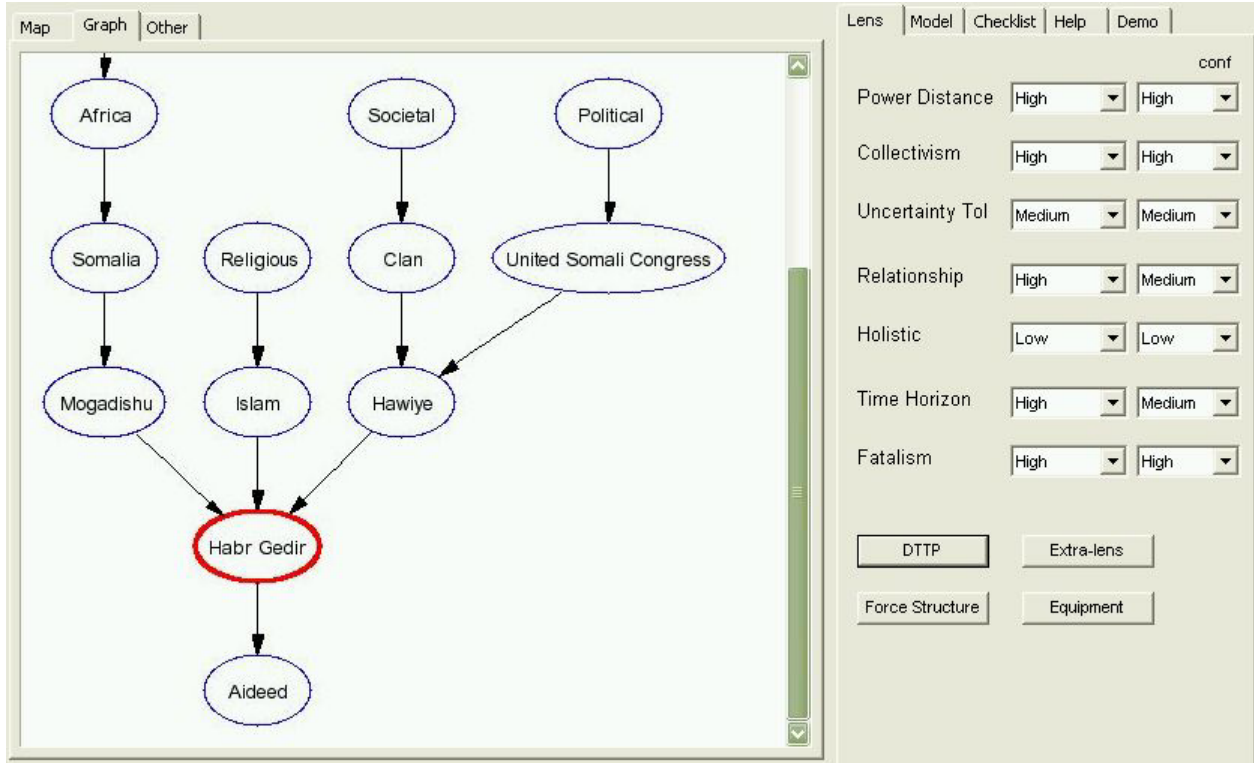 Map Graph Other
Africa Societal Political
Somalia Religious Clan United Somali Congress
Mogadishu Islam Hawiye
Habr Gedir
Aideed
Lens Model Checklist Help Demo
conf
Power Distance High High
Collectivism High High
Uncertainty Tol Medium Medium
Relationship High Medium
Holistic Low Low
Time Horizon High Medium
Fatalism High High
DTTP Extra-lens
Force Structure Equipment